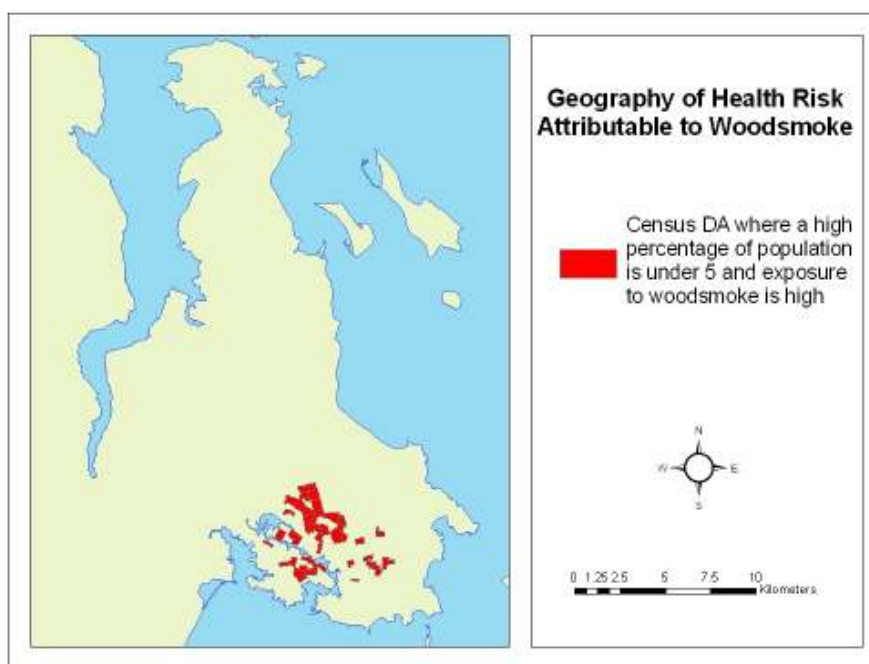 Geography of Health Risk
Attributable to Woodsmoke
Census DA where a high
percentage of population
is under 5 and exposure
to woodsmoke is high
N
W E
S
0 1.25 2.5 5 7.5 10
Kilometers